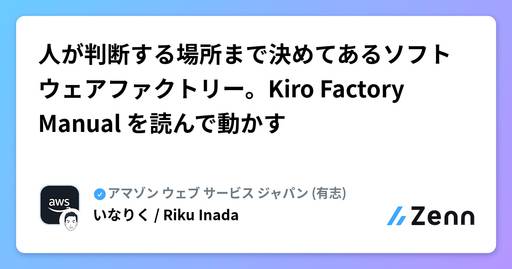 人が判断する場所まで決めてあるソフト
ウェアファクトリー。Kiro Factory
Manual を読んで動かす
aws
アマゾン ウェブ サービス ジャパン (有志)
いなりく / Riku Inada
Zenn